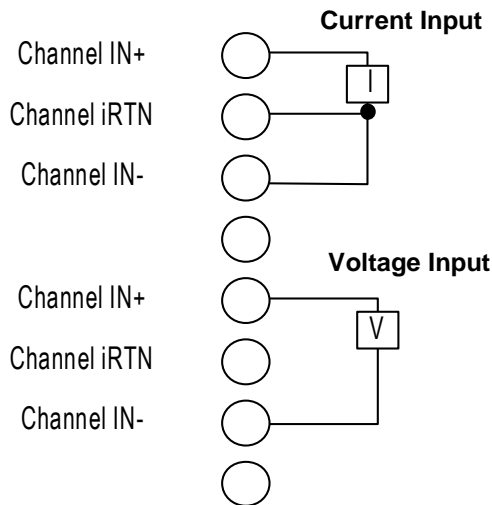 Current Input
Channel IN+
I
Channel iRTN
Channel IN-
Voltage Input
Channel IN+
V
Channel iRTN
Channel IN-